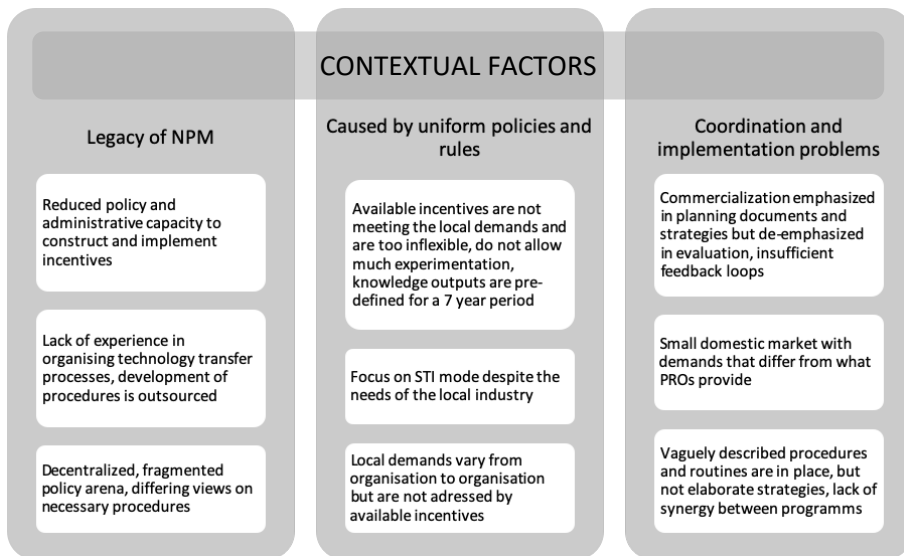 CONTEXTUAL FACTORS
Legacy of NPM
Reduced policy and
administrative capacity to
construct and implement
incentives
Lack of experience in
organising technology transfer
processes, development of
procedures is outsourced
Decentralized, fragmented
policy arena, differing views on
necessary procedures
Caused by uniform policies and
rules
Available incentives are not
meeting the local demands and
are too inflexible, do not allow
much experimentation,
knowledge outputs are pre-
defined for a 7 year period
Focus on STI mode despite the
needs of the local industry
Local demands vary from
organisation to organisation
but are not adressed by
available incentives
Coordination and
implementation problems
Commercialization emphasized
in planning documents and
strategies but de-emphasized
in evaluation, insufficient
feedback loops
Small domestic market with
demands that differ from what
PROs provide
Vaguely described procedures
and routines are in place, but
not elaborate strategies, lack of
synergy between programms